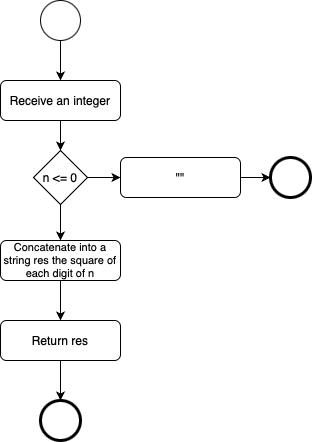 Receive an integer
n <= 0
""
Concatenate into a
string res the square of
each digit of n
Return res